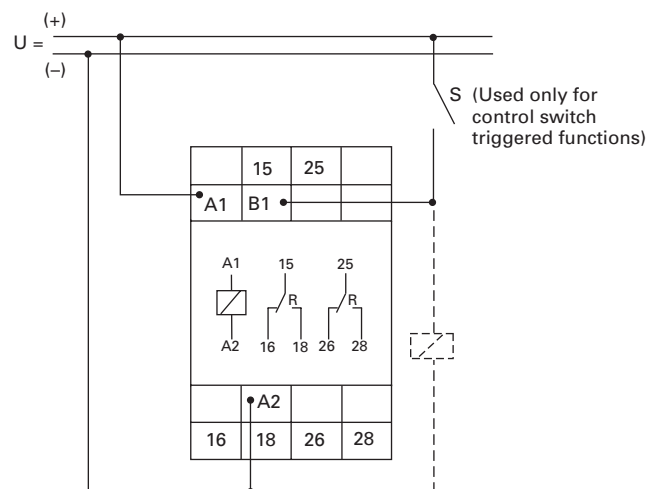 (+)
U =
(–)
S (Used only for
control switch
triggered functions)
15 25
A1 B1
A1 15 25
R R
A2 16 18 26 28
A2
16 18 26 28